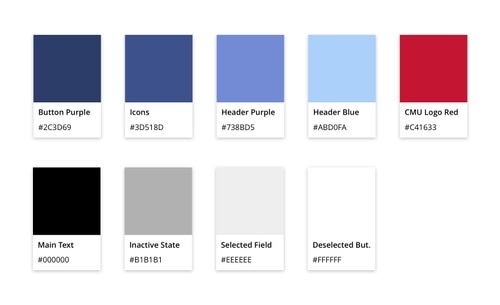 Button Purple
#2C3D69
Icons
#3D518D
Header Purple
#738BD5
Header Blue
#ABD0FA
CMU Logo Red
#C41633
Main Text
#000000
Inactive State
#B1B1B1
Selected Field
#EEEEEE
Deselected But.
#FFFFFF